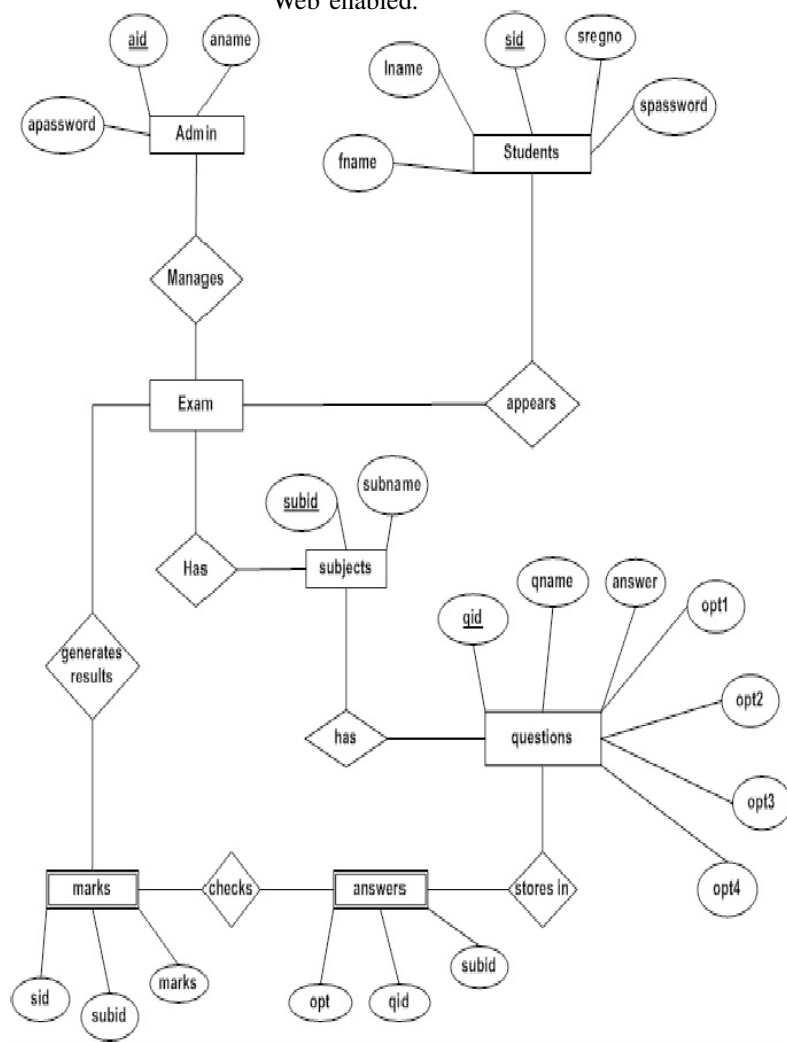 Web enabled.
aid
aname
apassword
Admin
lname
sid
sregno
spassword
fname
Students
Manages
Exam
appears
subid
subname
Has
subjects
qid
qname
answer
opt1
opt2
opt3
opt4
generates
results
has
questions
marks
checks
answers
stores in
sid
subid
marks
opt
qid
subid